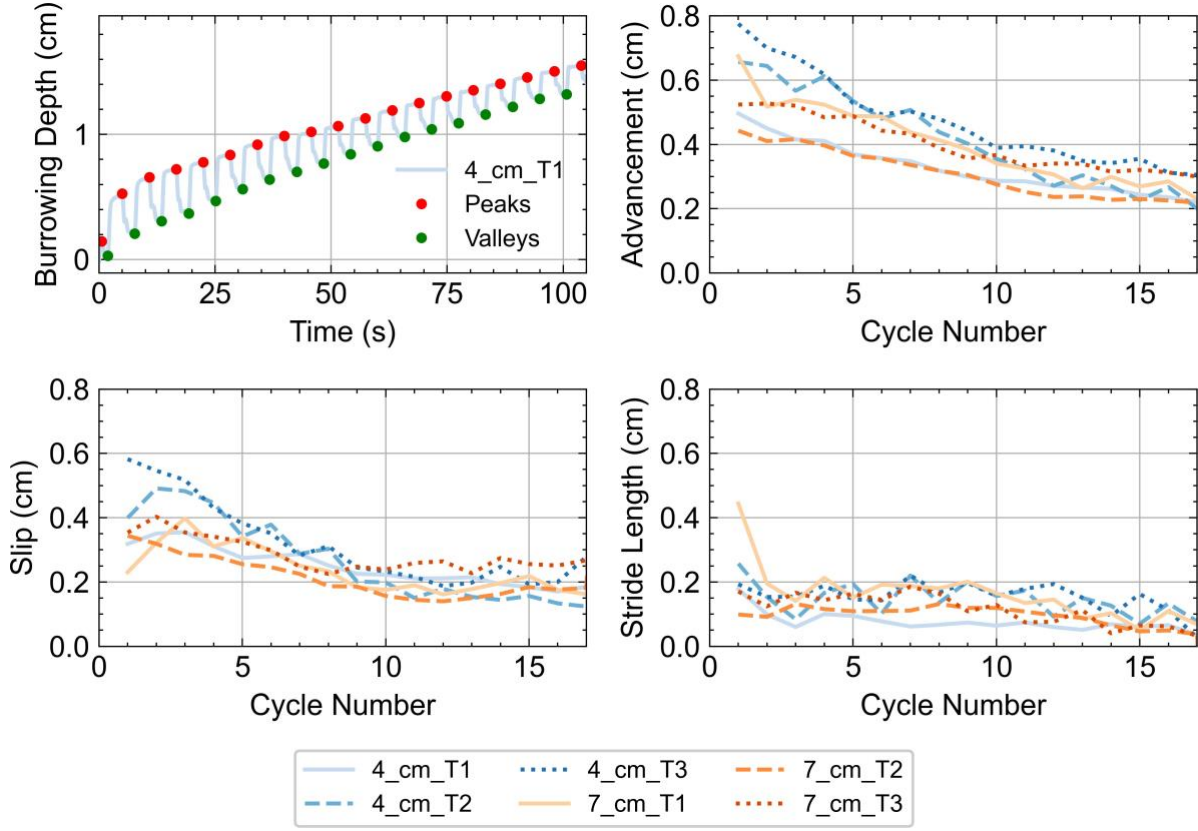 Burrowing Depth (cm)
1
0
4_cm_T1
Peaks
Valleys
0 25 50 75 100
Time (s)
Advancement (cm)
0.8
0.6
0.4
0.2
0.0
0 5 10 15
Cycle Number
Slip (cm)
0.8
0.6
0.4
0.2
0.0
0 5 10 15
Cycle Number
Stride Length (cm)
0.8
0.6
0.4
0.2
0.0
0 5 10 15
Cycle Number
4_cm_T1 4_cm_T3 7_cm_T2
4_cm_T2 7_cm_T1 7_cm_T3